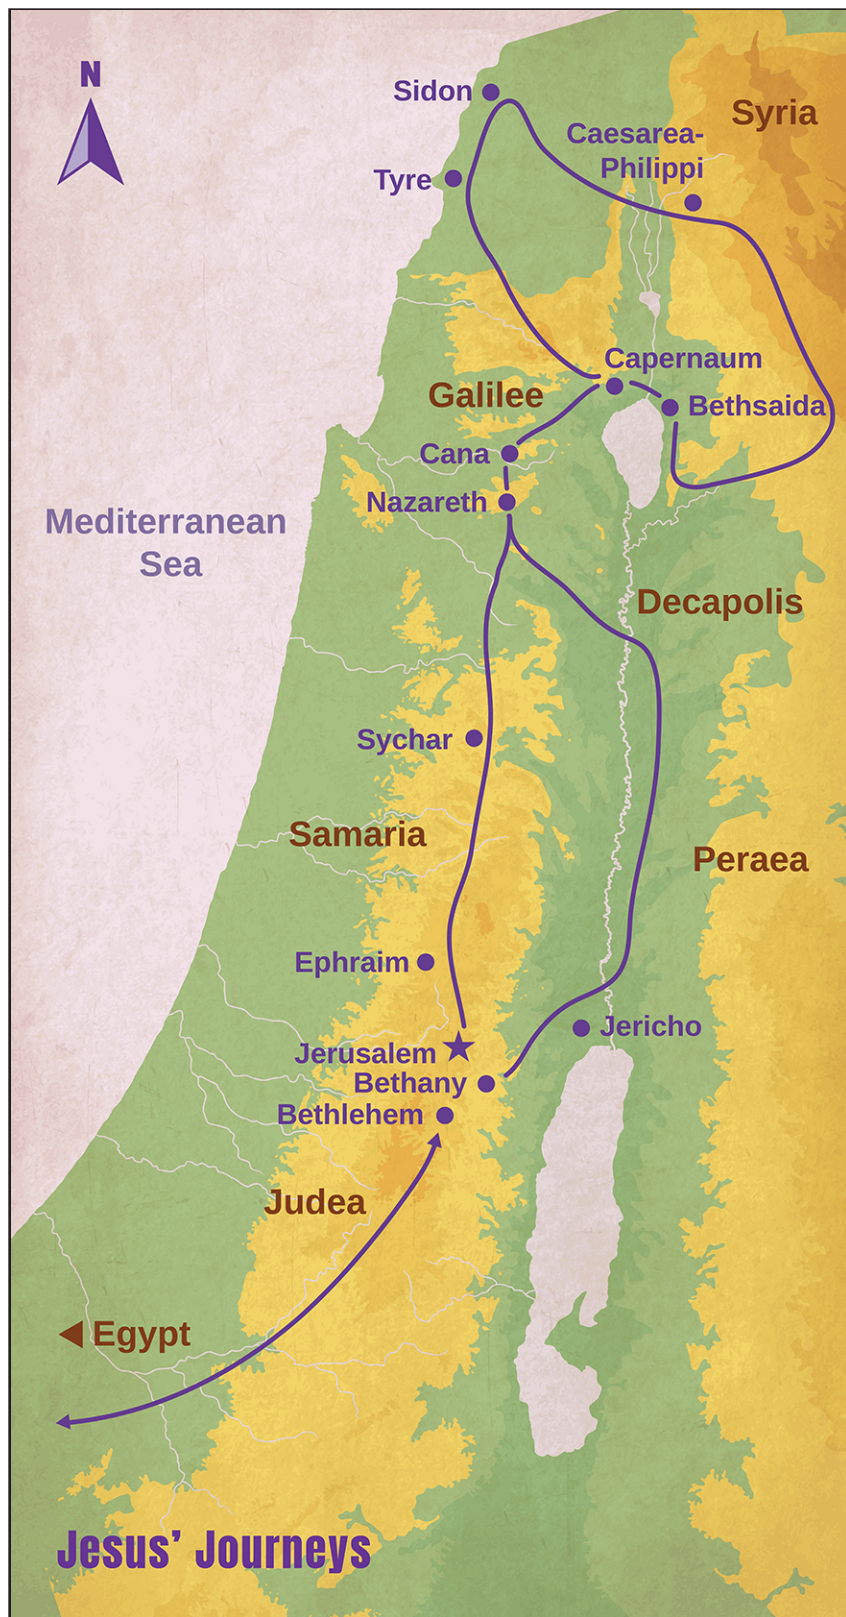 N
Sidon
Syria
Caesarea-
Philippi
Tyre
Capernaum
Galilee
Bethsaida
Cana
Nazareth
Mediterranean
Sea
Decapolis
Sychar
Samaria
Peraea
Ephraim
Jericho
Jerusalem
Bethany
Bethlehem
Judea
Egypt
Jesus’ Journeys